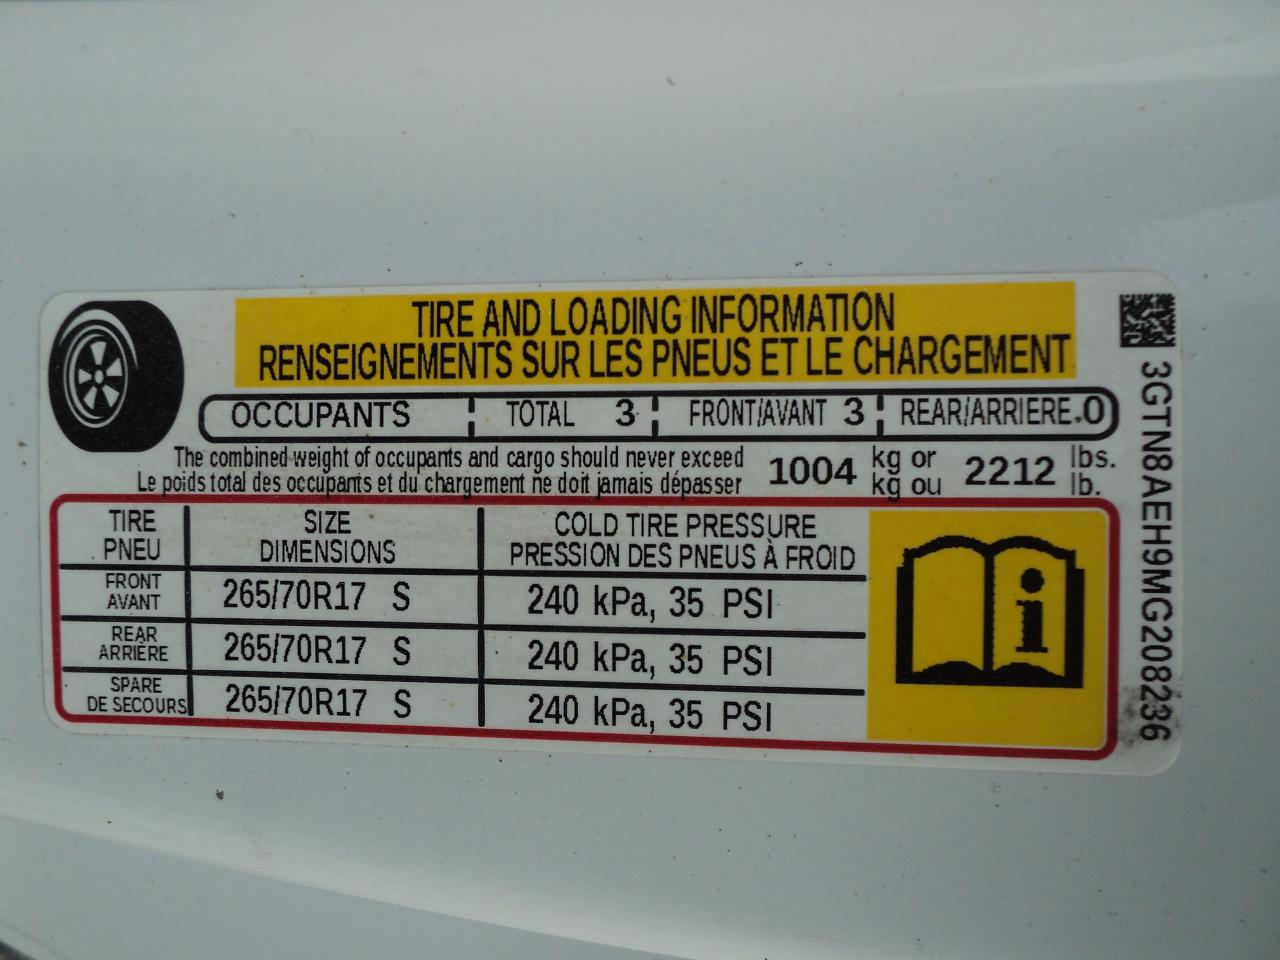 TIRE AND LOADING INFORMATION
RENSEIGNEMENTS SUR LES PNEUS ET LE CHARGEMENT
OCCUPANTS TOTAL 3 FRONT/AVANT 3 REAR/ARRIERE.0
The combined weight of occupants and cargo should never exceed 1004 kg or 2212 lbs.
Le poids total des occupants et du chargement ne doit jamais dépasser kg ou lb.
TIRE SIZE COLD TIRE PRESSURE
PNEU DIMENSIONS PRESSION DES PNEUS À FROID
FRONT
AVANT 265/70R17 S 240 kPa, 35 PSI
REAR
ARRIÈRE 265/70R17 S 240 kPa, 35 PSI
SPARE
DE SECOURS 265/70R17 S 240 kPa, 35 PSI
i
3GTN8AEH9MG208236